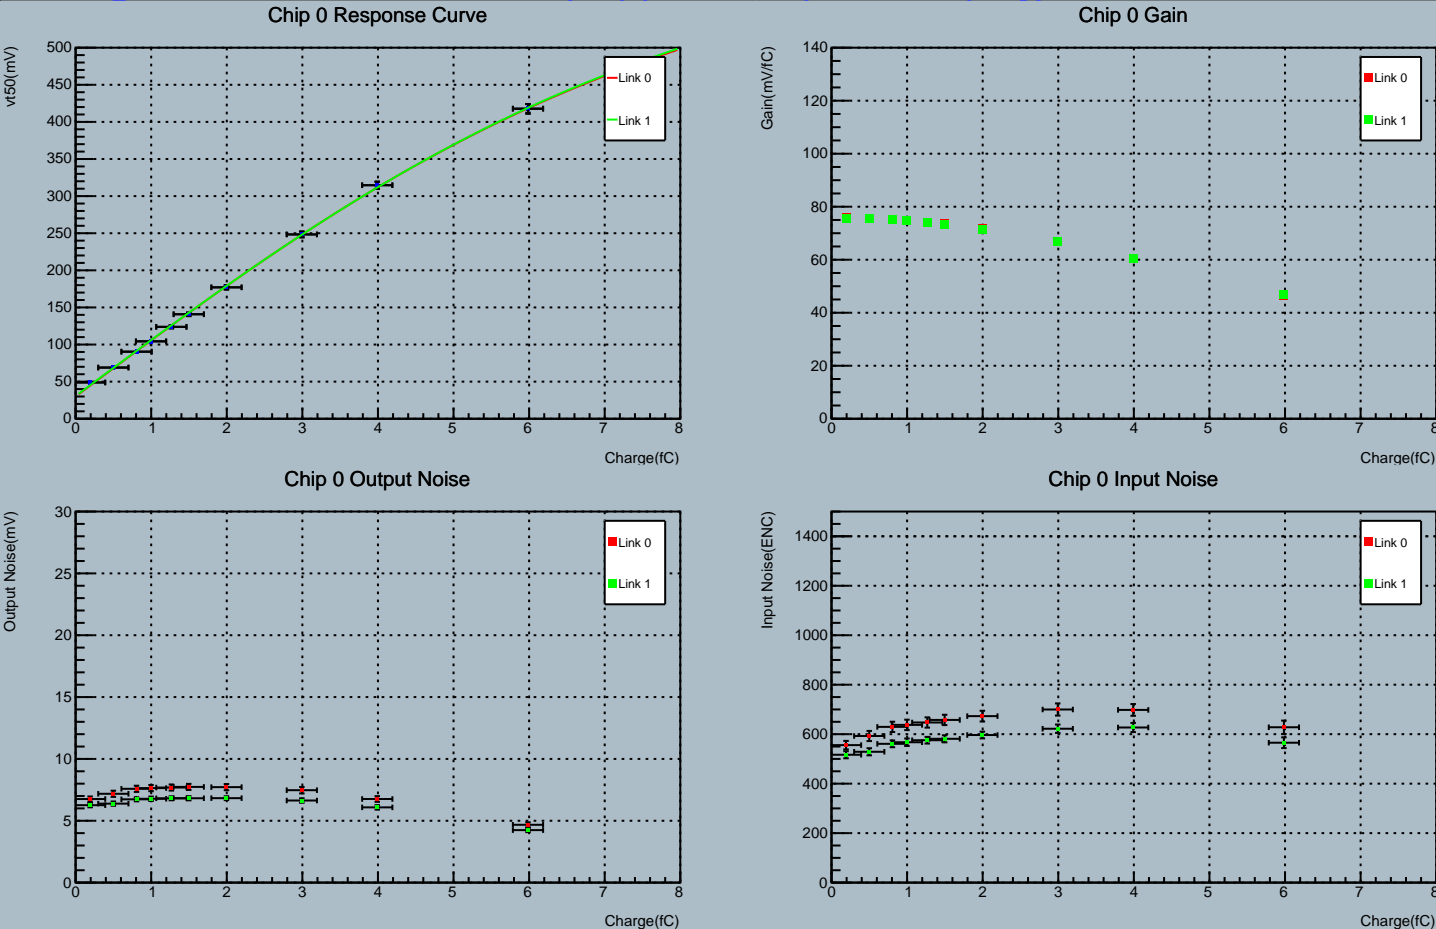 Chip 0 Response Curve
vt50(mV)
500
450
400
350
300
250
200
150
100
50
0
0 1 2 3 4 5 6 7 8
Charge(fC)
Link 0
Link 1
Chip 0 Gain
Gain(mV/fC)
140
120
100
80
60
40
20
0
0 1 2 3 4 5 6 7 8
Charge(fC)
Link 0
Link 1
Chip 0 Output Noise
Output Noise(mV)
30
25
20
15
10
5
0
0 1 2 3 4 5 6 7 8
Charge(fC)
Link 0
Link 1
Chip 0 Input Noise
Input Noise(ENC)
1400
1200
1000
800
600
400
200
0
0 1 2 3 4 5 6 7 8
Charge(fC)
Link 0
Link 1